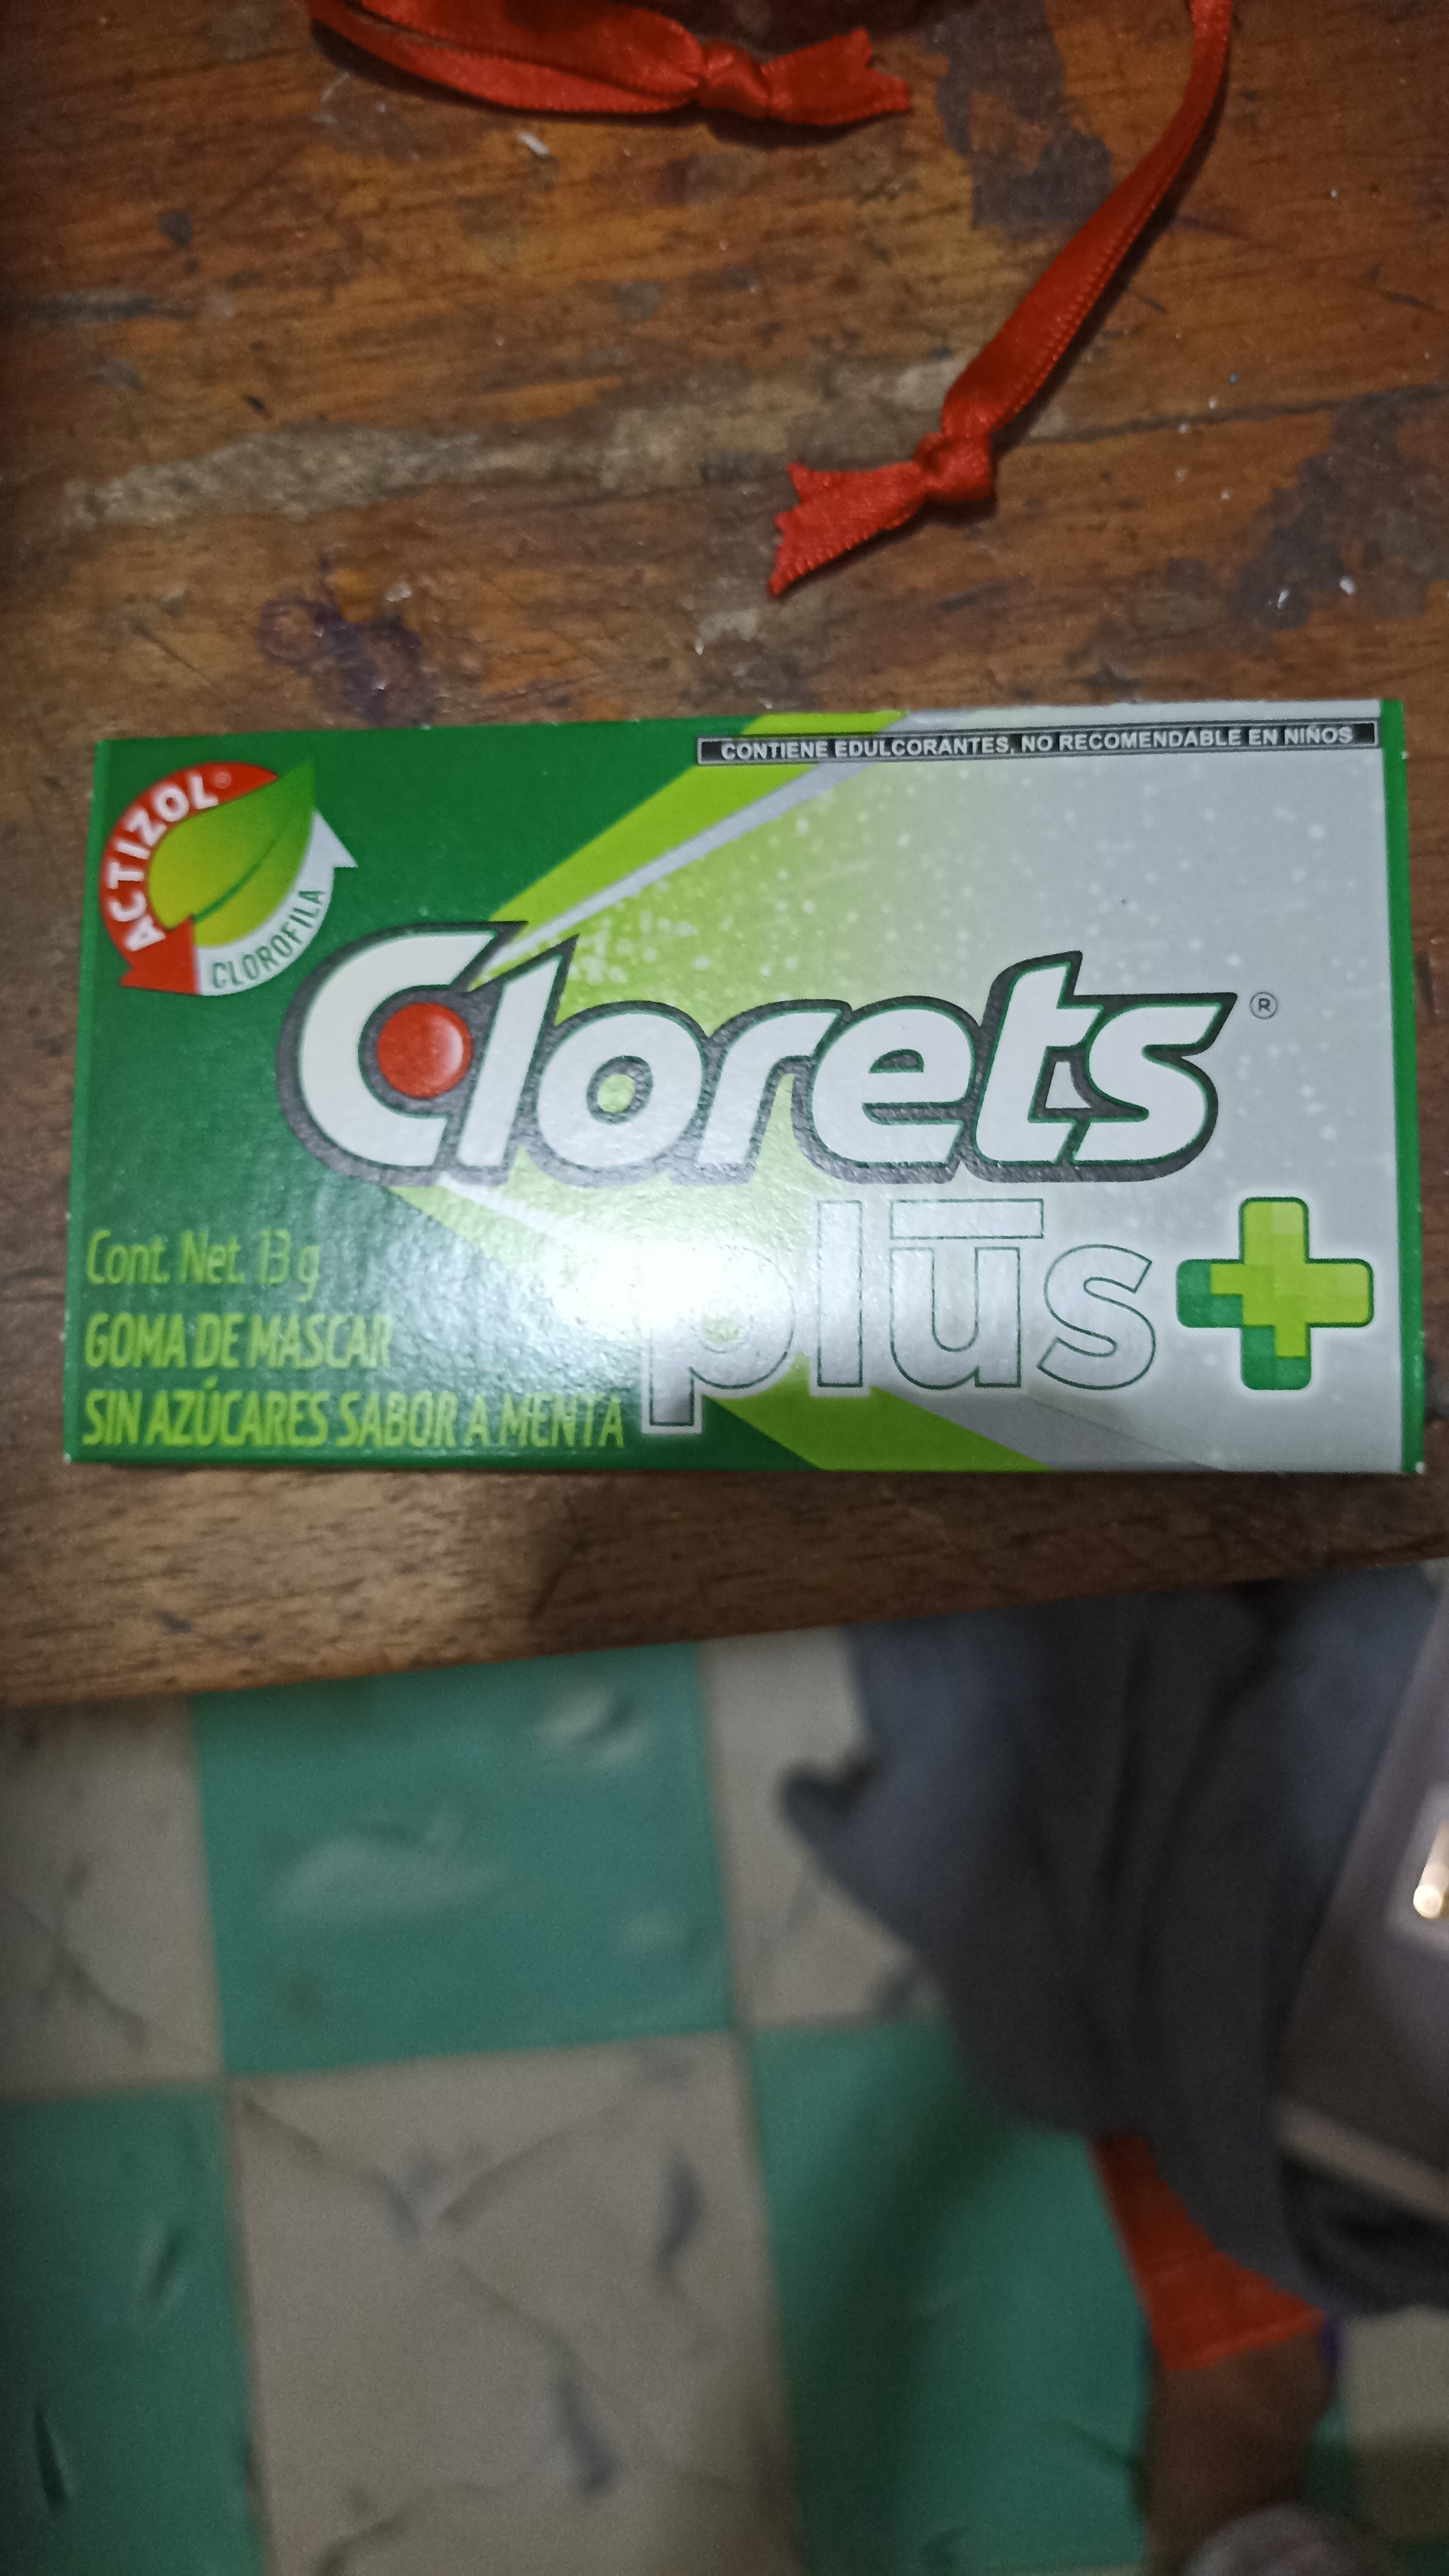 CONTIENE EDULCORANTES, NO RECOMENDABLE EN NIÑOS
ACTIZOL®
CLOROFILA
Clorets®
plus+
Cont. Net. 13 g
GOMA DE MASCAR
SIN AZÚCARES SABOR A MENTA